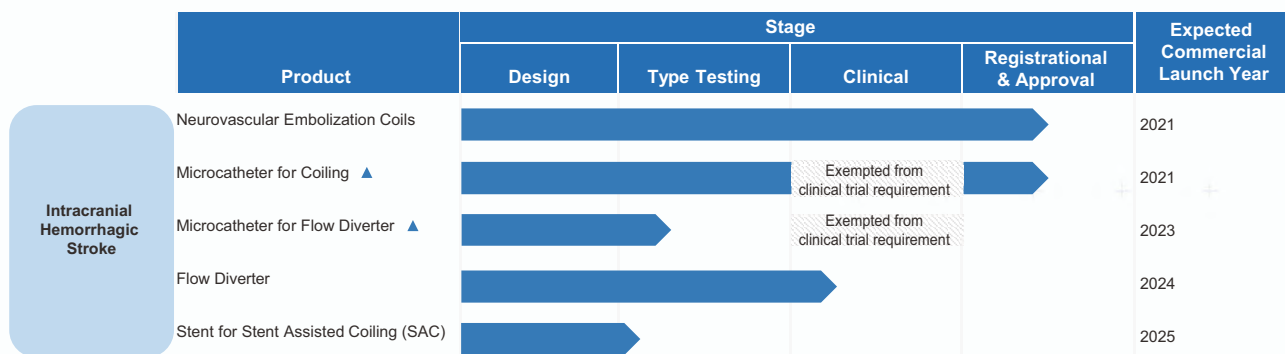 Product
Stage
Design
Type Testing
Clinical
Registrational
& Approval
Expected
Commercial
Launch Year
Intracranial
Hemorrhagic
Stroke
Neurovascular Embolization Coils
2021
Microcatheter for Coiling ▲
Exempted from
clinical trial requirement
2021
Microcatheter for Flow Diverter ▲
Exempted from
clinical trial requirement
2023
Flow Diverter
2024
Stent for Stent Assisted Coiling (SAC)
2025